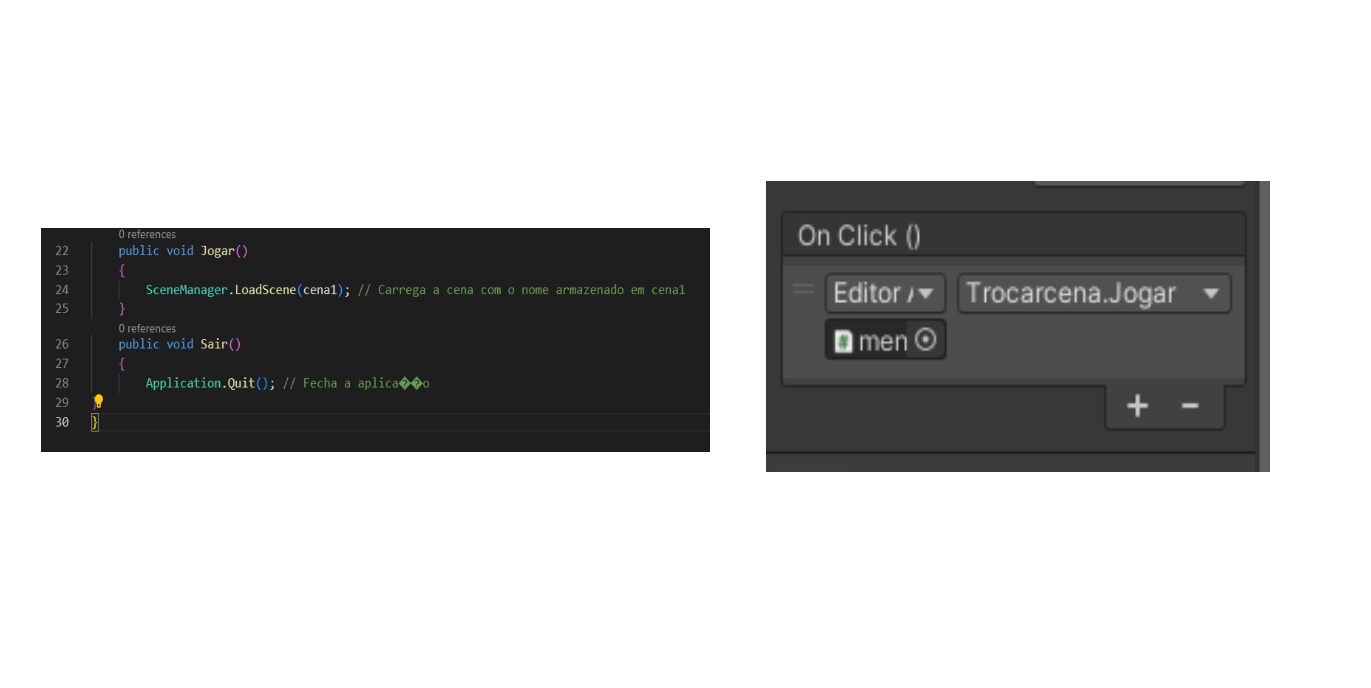 0 references
22 public void Jogar()
23 {
24 SceneManager.LoadScene(cena1); // Carrega a cena com o nome armazenado em cena1
25 }
0 references
26 public void Sair()
27 {
28 Application.Quit(); // Fecha a aplica��o
29 }
30 }
On Click ()
Editor Trocarcena.Jogar
# men
+ −